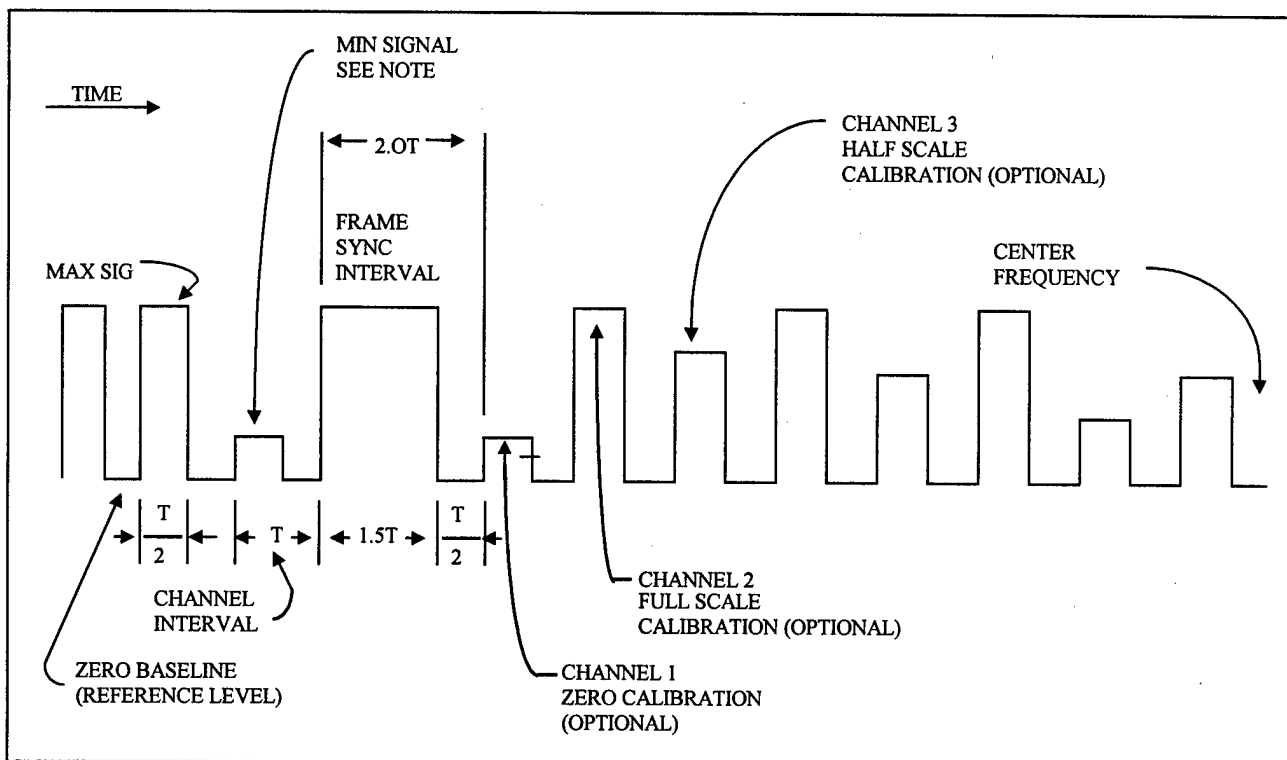 MIN SIGNAL
SEE NOTE
TIME
2.OT
CHANNEL 3
HALF SCALE
CALIBRATION (OPTIONAL)
FRAME
SYNC
INTERVAL
MAX SIG
CENTER
FREQUENCY
T
2
T
1.5T
T
2
CHANNEL
INTERVAL
CHANNEL 2
FULL SCALE
CALIBRATION (OPTIONAL)
ZERO BASELINE
(REFERENCE LEVEL)
CHANNEL 1
ZERO CALIBRATION
(OPTIONAL)